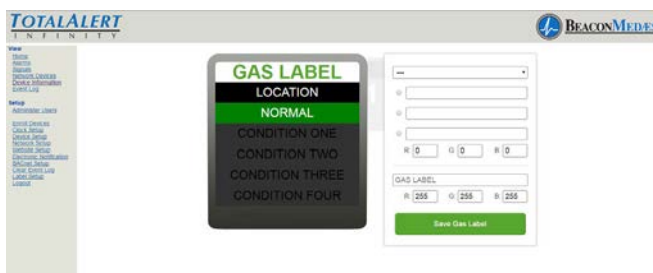 TOTALALERT
INFINITY
BEACONMEDÆS
View
Home
Alarms
Signals
Network Devices
Device Information
Event Log
Setup
Administer Users
Enroll Devices
Clock Setup
Device Setup
Network Setup
Website Setup
Electronic Notification
BACnet Setup
Clear Event Log
Label Setup
Logout
GAS LABEL
LOCATION
NORMAL
CONDITION ONE
CONDITION TWO
CONDITION THREE
CONDITION FOUR
---
R 0 G 0 B 0
GAS LABEL
R 255 G 255 B 255
Save Gas Label